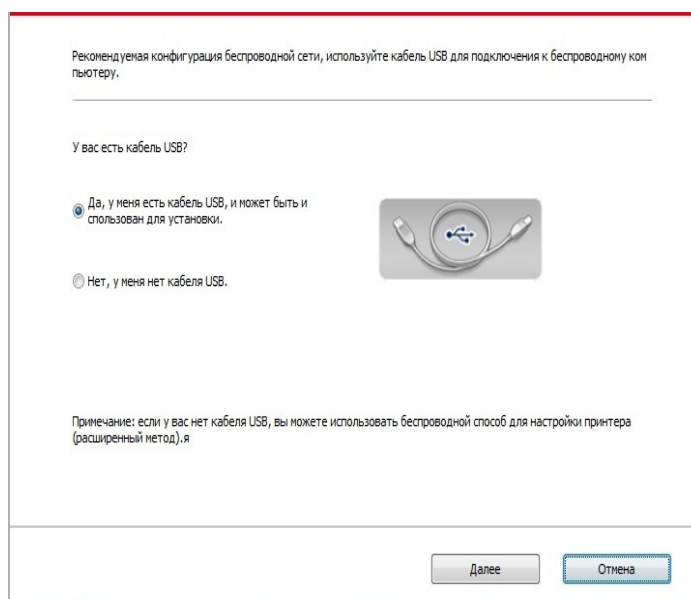 Рекомендуемая конфигурация беспроводной сети, используйте кабель USB для подключения к беспроводному ком
пьютеру.
У вас есть кабель USB?
Да, у меня есть кабель USB, и может быть и
спользован для установки.
Нет, у меня нет кабеля USB.
Примечание: если у вас нет кабеля USB, вы можете использовать беспроводной способ для настройки принтера
(расширенный метод).я
Далее
Отмена